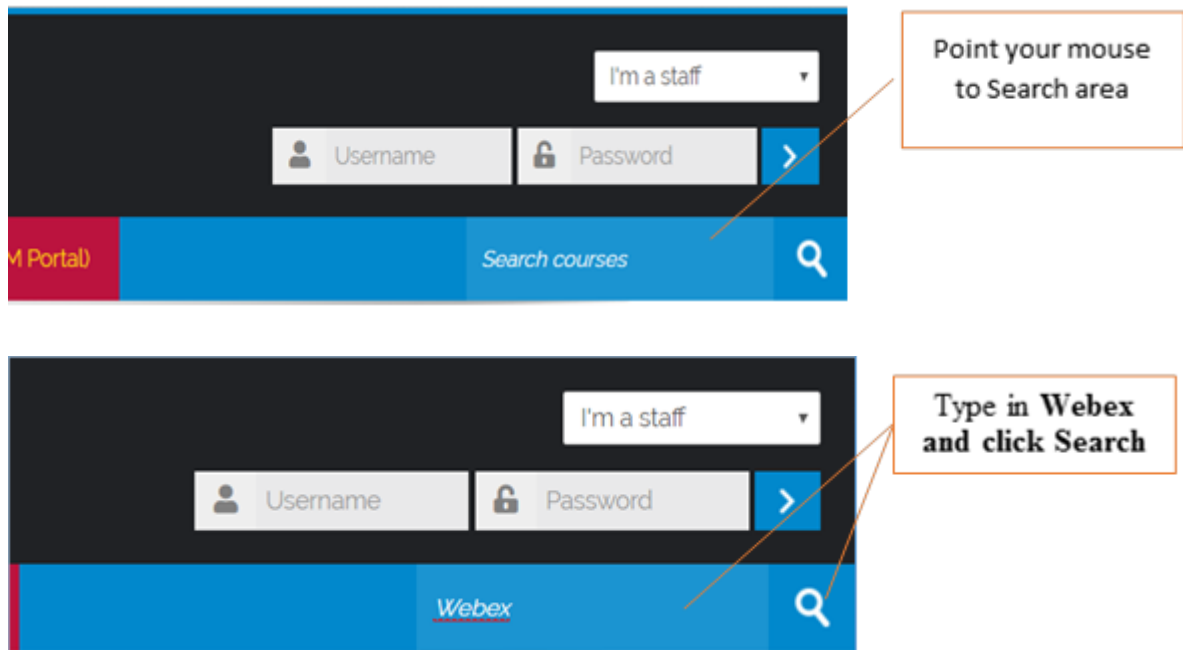 I'm a staff
Point your mouse
to Search area
Username
Password
M Portal)
Search courses
I'm a staff
Type in Webex
and click Search
Username
Password
Webex